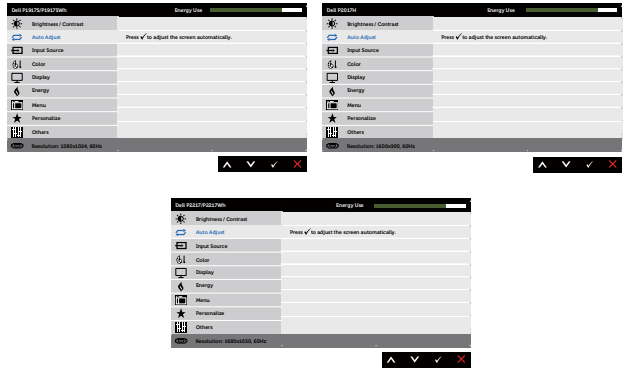 Dell P1917S/P1917SWh Energy Use
Brightness / Contrast
Auto Adjust Press ✓ to adjust the screen automatically.
Input Source
Color
Display
Energy
Menu
Personalize
Others
Resolution: 1280x1024, 60Hz
Dell P2017H Energy Use
Brightness / Contrast
Auto Adjust Press ✓ to adjust the screen automatically.
Input Source
Color
Display
Energy
Menu
Personalize
Others
Resolution: 1600x900, 60Hz
Dell P2217/P2217Wh Energy Use
Brightness / Contrast
Auto Adjust Press ✓ to adjust the screen automatically.
Input Source
Color
Display
Energy
Menu
Personalize
Others
Resolution: 1680x1050, 60Hz